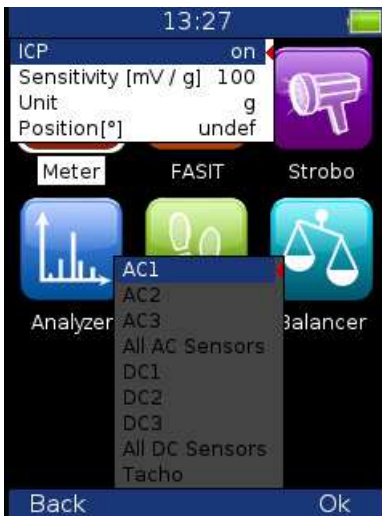 13:27
ICP on
Sensitivity [mV / g] 100
Unit g
Position[°] undef
Meter FASIT Strobo
AC1
AC2
Analyzer AC3 Balancer
All AC Sensors
DC1
DC2
DC3
All DC Sensors
Tacho
Back Ok